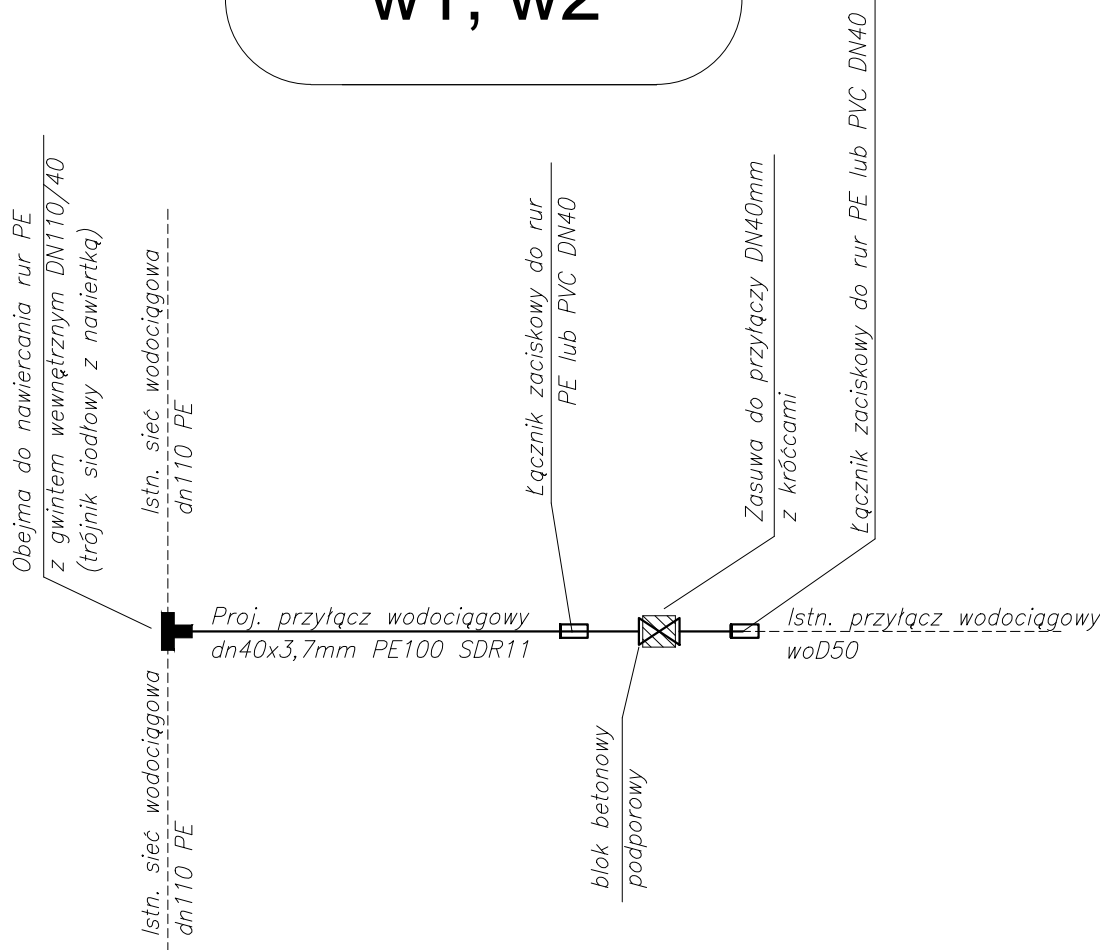 W1, W2
Obejma do nawiercania rur PE
z gwintem wewnętrznym DN110/40
(trójnik siodłowy z nawiertką)
Istn. sieć wodociągowa
dn110 PE
Łącznik zaciskowy do rur
PE lub PVC DN40
Zasuwa do przyłączy DN40mm
z króćcami
Łącznik zaciskowy do rur PE lub PVC DN40
Proj. przyłącz wodociągowy
dn40x3,7mm PE100 SDR11
Istn. przyłącz wodociągowy
woD50
Istn. sieć wodociągowa
dn110 PE
blok betonowy
podporowy